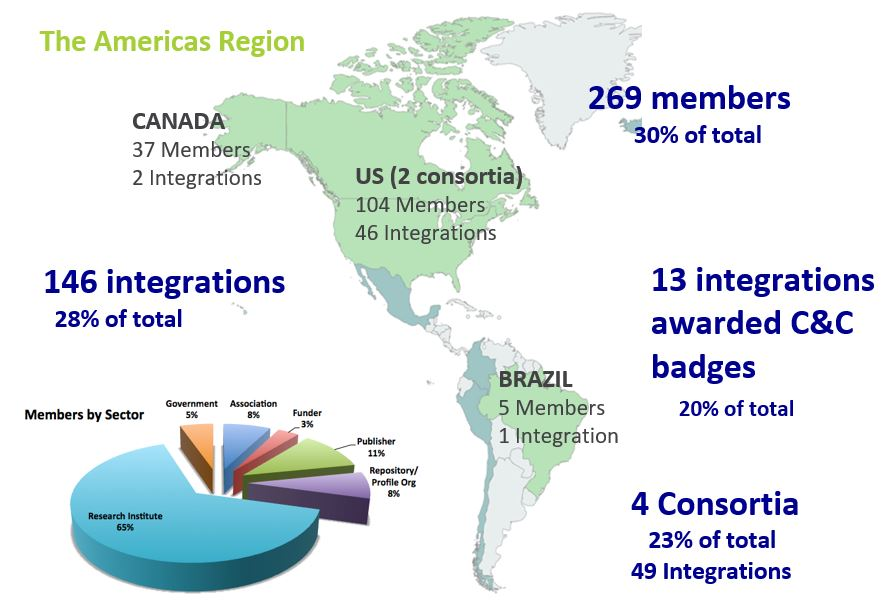 The Americas Region
269 members
30% of total
CANADA
37 Members
2 Integrations
US (2 consortia)
104 Members
46 Integrations
146 integrations
28% of total
13 integrations
awarded C&C
badges
20% of total
BRAZIL
5 Members
1 Integration
Members by Sector
Government
5%
Association
8%
Funder
3%
Publisher
11%
Repository/
Profile Org
8%
Research Institute
65%
4 Consortia
23% of total
49 Integrations